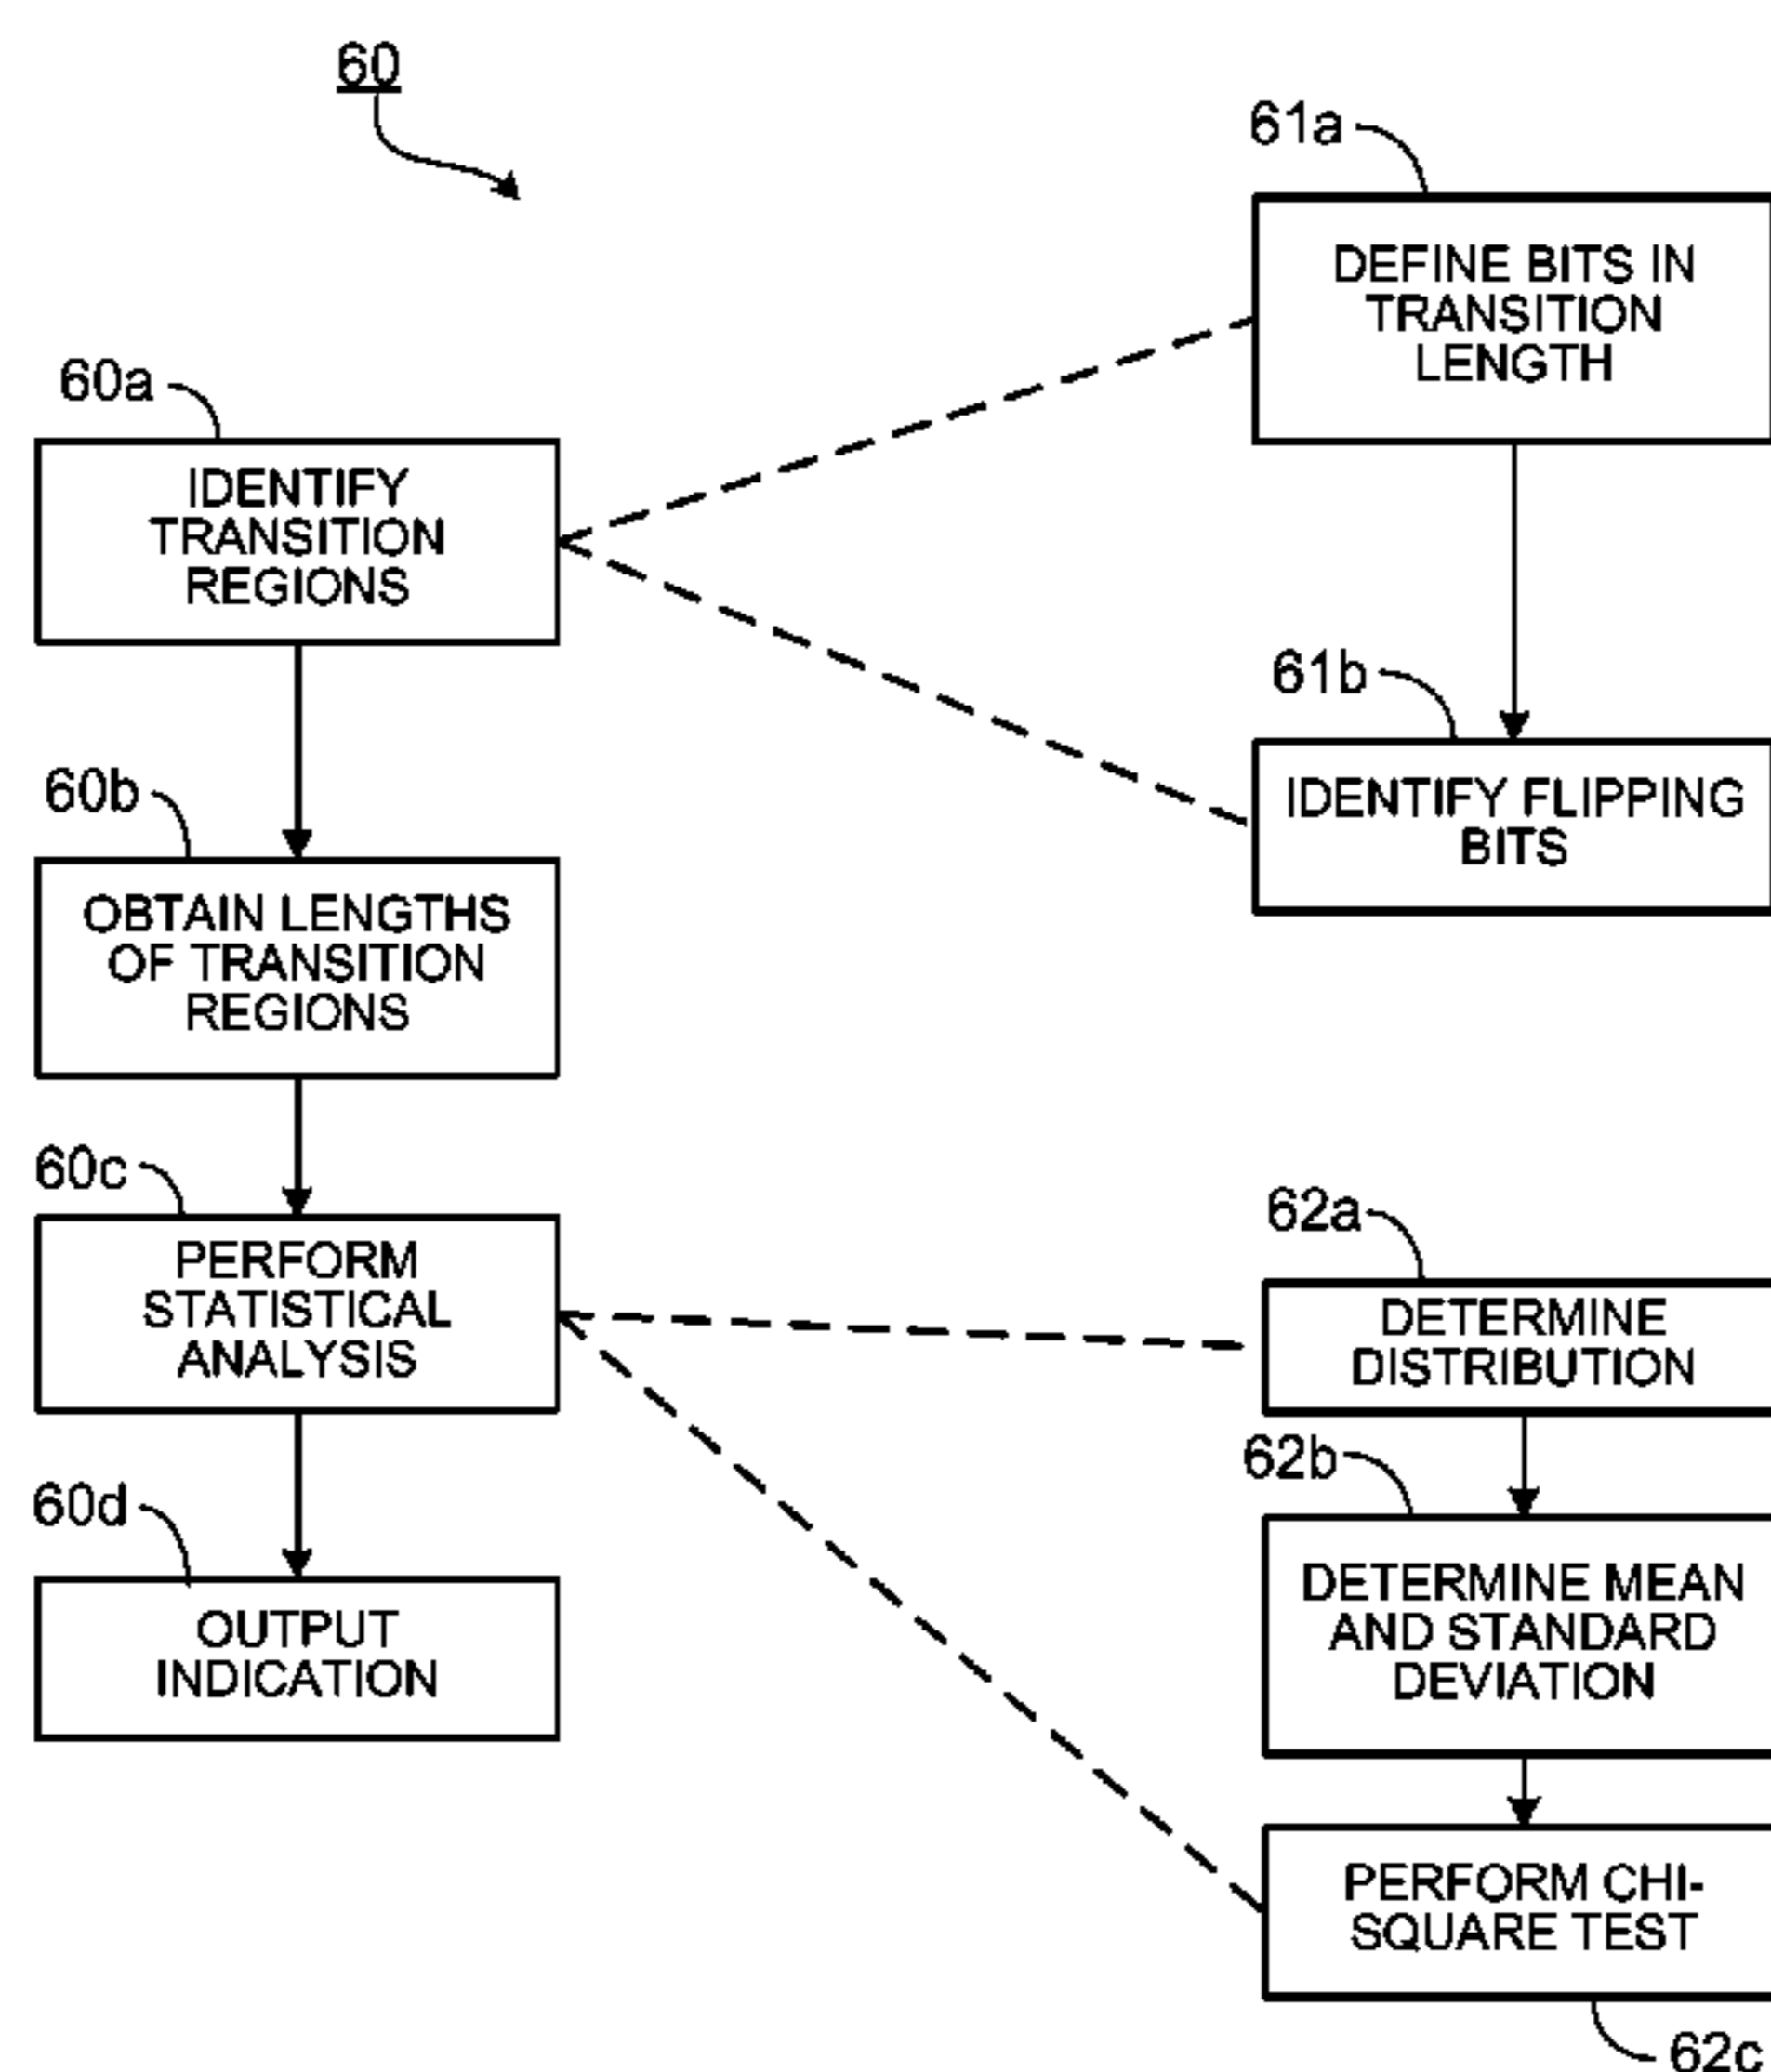 60
60a
IDENTIFY
TRANSITION
REGIONS
60b
OBTAIN LENGTHS
OF TRANSITION
REGIONS
60c
PERFORM
STATISTICAL
ANALYSIS
60d
OUTPUT
INDICATION
61a
DEFINE BITS IN
TRANSITION
LENGTH
61b
IDENTIFY FLIPPING
BITS
62a
DETERMINE
DISTRIBUTION
62b
DETERMINE MEAN
AND STANDARD
DEVIATION
PERFORM CHI-
SQUARE TEST
62c